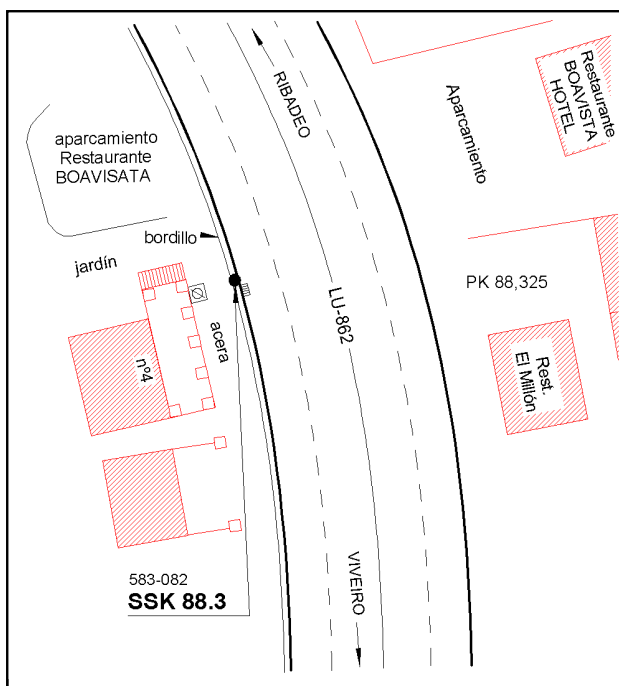 RIBADEO
Restaurante
BOAVISTA
HOTEL
Aparcamiento
aparcamiento
Restaurante
BOAVISATA
bordillo
jardín
acera
LU-862
PK 88,325
nº4
Rest.
El Millón
VIVEIRO
583-082
SSK 88.3